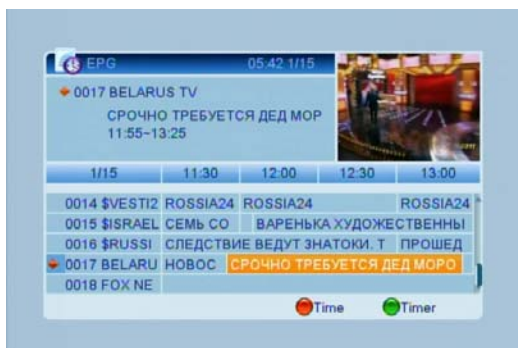 EPG 05:42 1/15
0017 BELARUS TV
СРОЧНО ТРЕБУЕТСЯ ДЕД МОР
11:55~13:25
1/15 11:30 12:00 12:30 13:00
0014 $VESTI2 ROSSIA24 ROSSIA24 ROSSIA24
0015 $ISRAEL СЕМЬ СО ВАРЕНЬКА ХУДОЖЕСТВЕННЫ
0016 $RUSSI СЛЕДСТВИЕ ВЕДУТ ЗНАТОКИ. Т ПРОШЕД
0017 BELARU НОВОС СРОЧНО ТРЕБУЕТСЯ ДЕД МОРО
0018 FOX NE
Time Timer